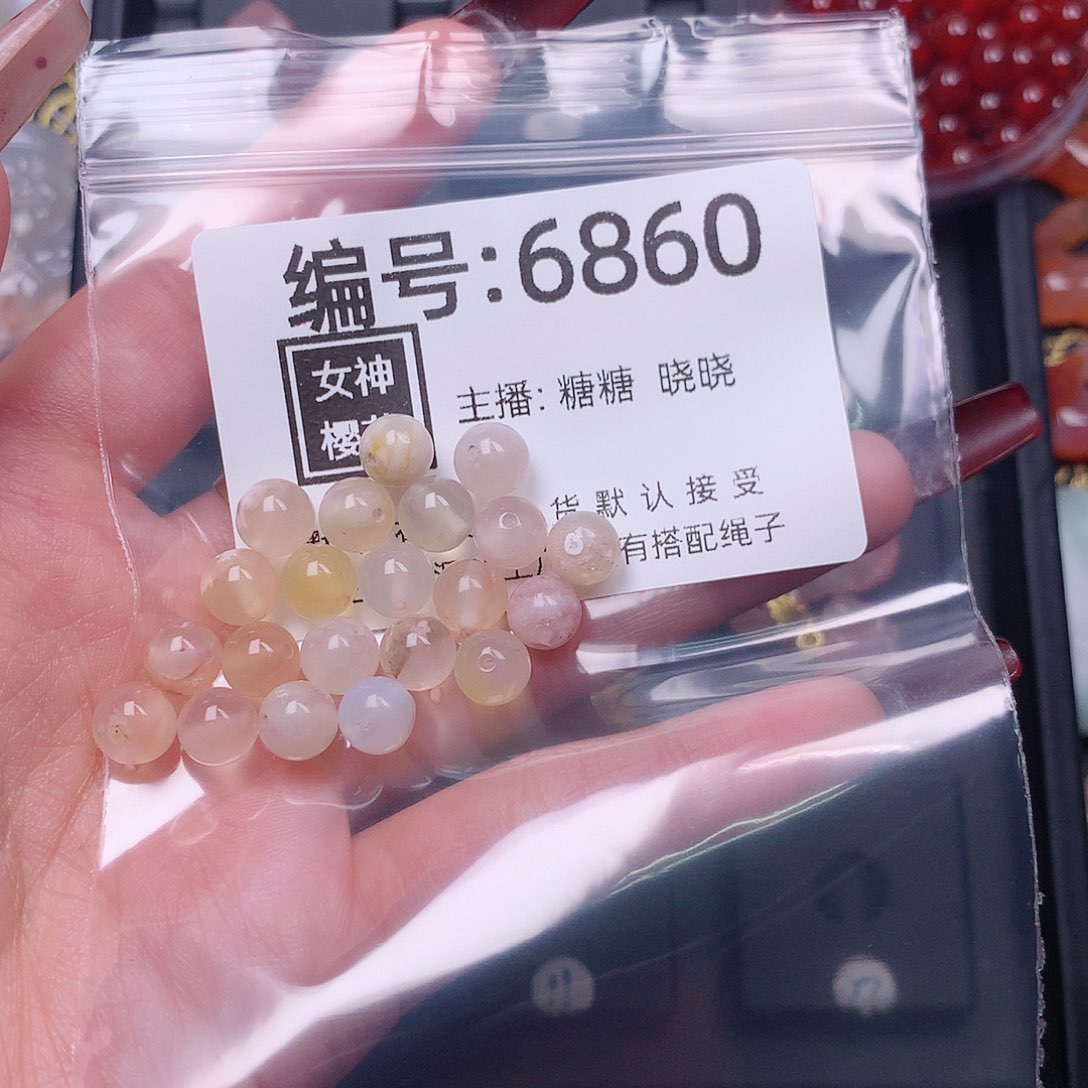 编号:6860
女神
樱
主播: 糖糖 晓晓
货默认接受
有搭配绳子